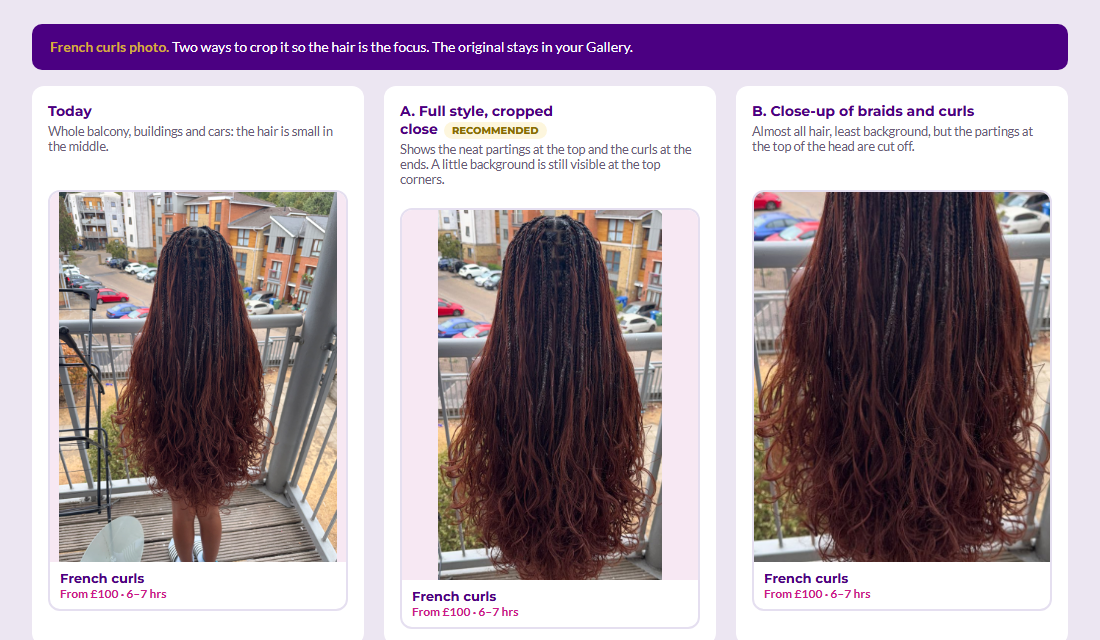 French curls photo. Two ways to crop it so the hair is the focus. The original stays in your Gallery.
Today
Whole balcony, buildings and cars: the hair is small in
the middle.
French curls
From £100 · 6–7 hrs
A. Full style, cropped
close RECOMMENDED
Shows the neat partings at the top and the curls at the
ends. A little background is still visible at the top
corners.
French curls
From £100 · 6–7 hrs
B. Close-up of braids and curls
Almost all hair, least background, but the partings at
the top of the head are cut off.
French curls
From £100 · 6–7 hrs